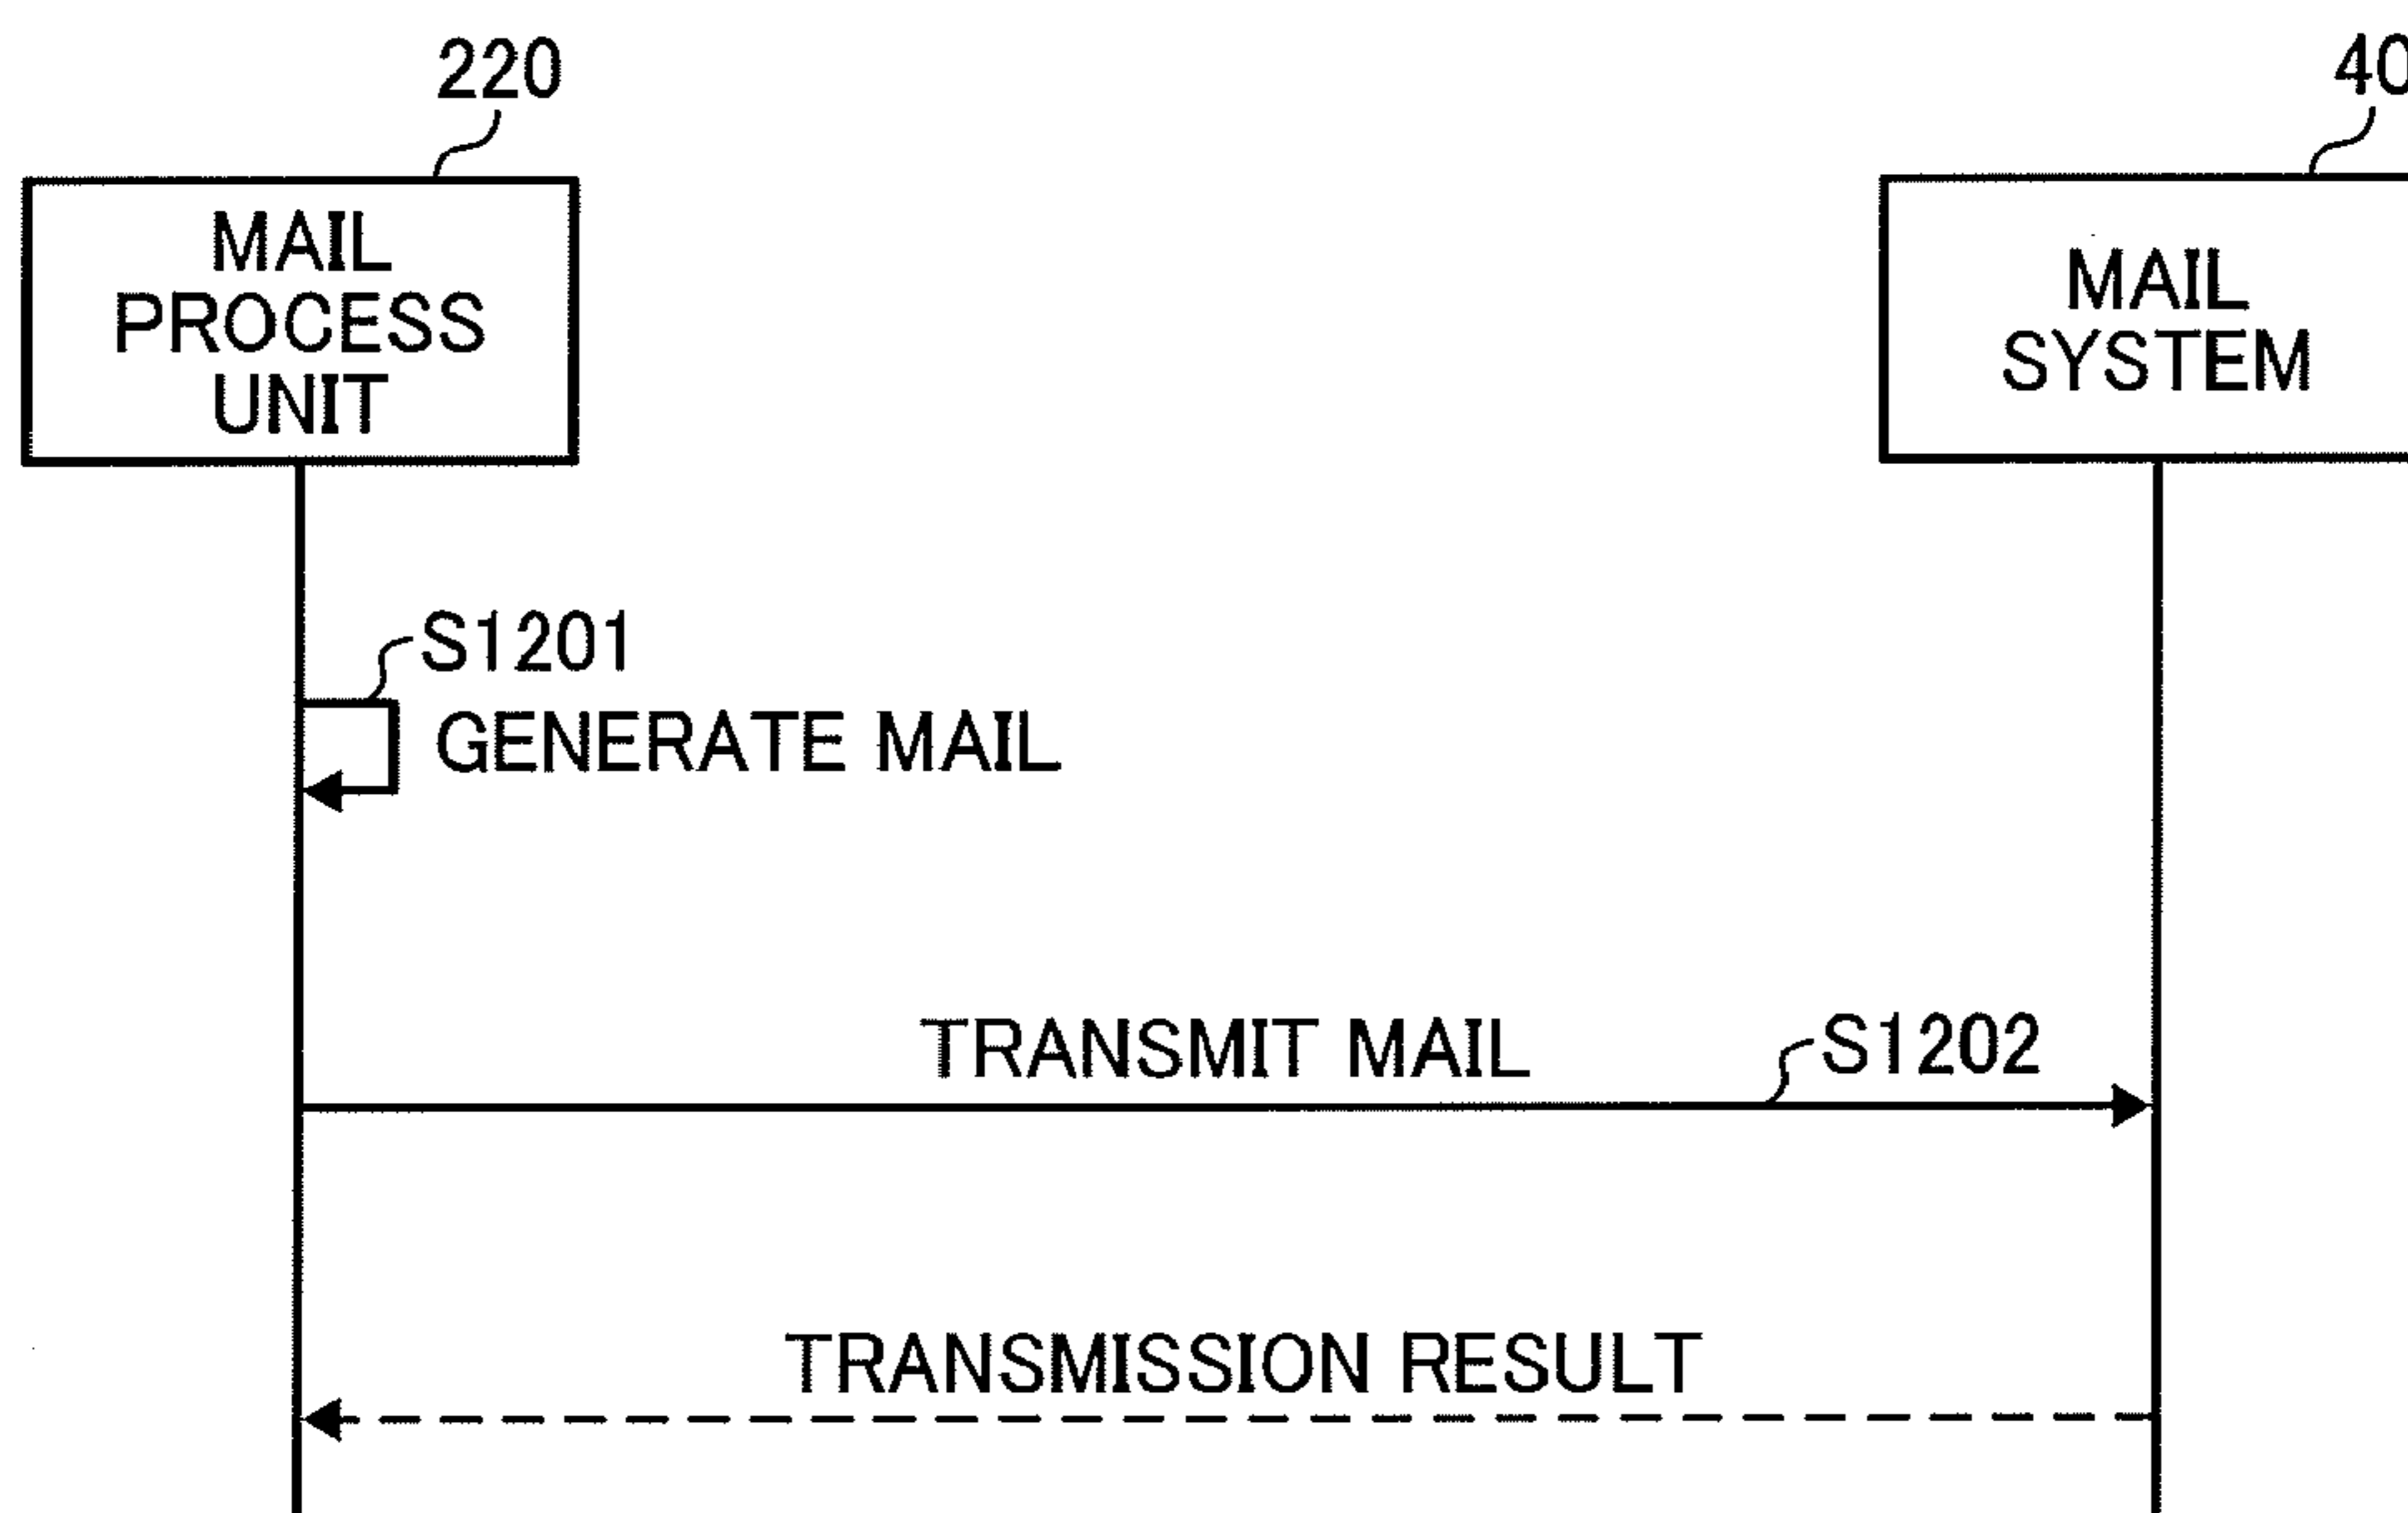 220
40
MAIL
PROCESS
UNIT
MAIL
SYSTEM
S1201
GENERATE MAIL
TRANSMIT MAIL
S1202
TRANSMISSION RESULT